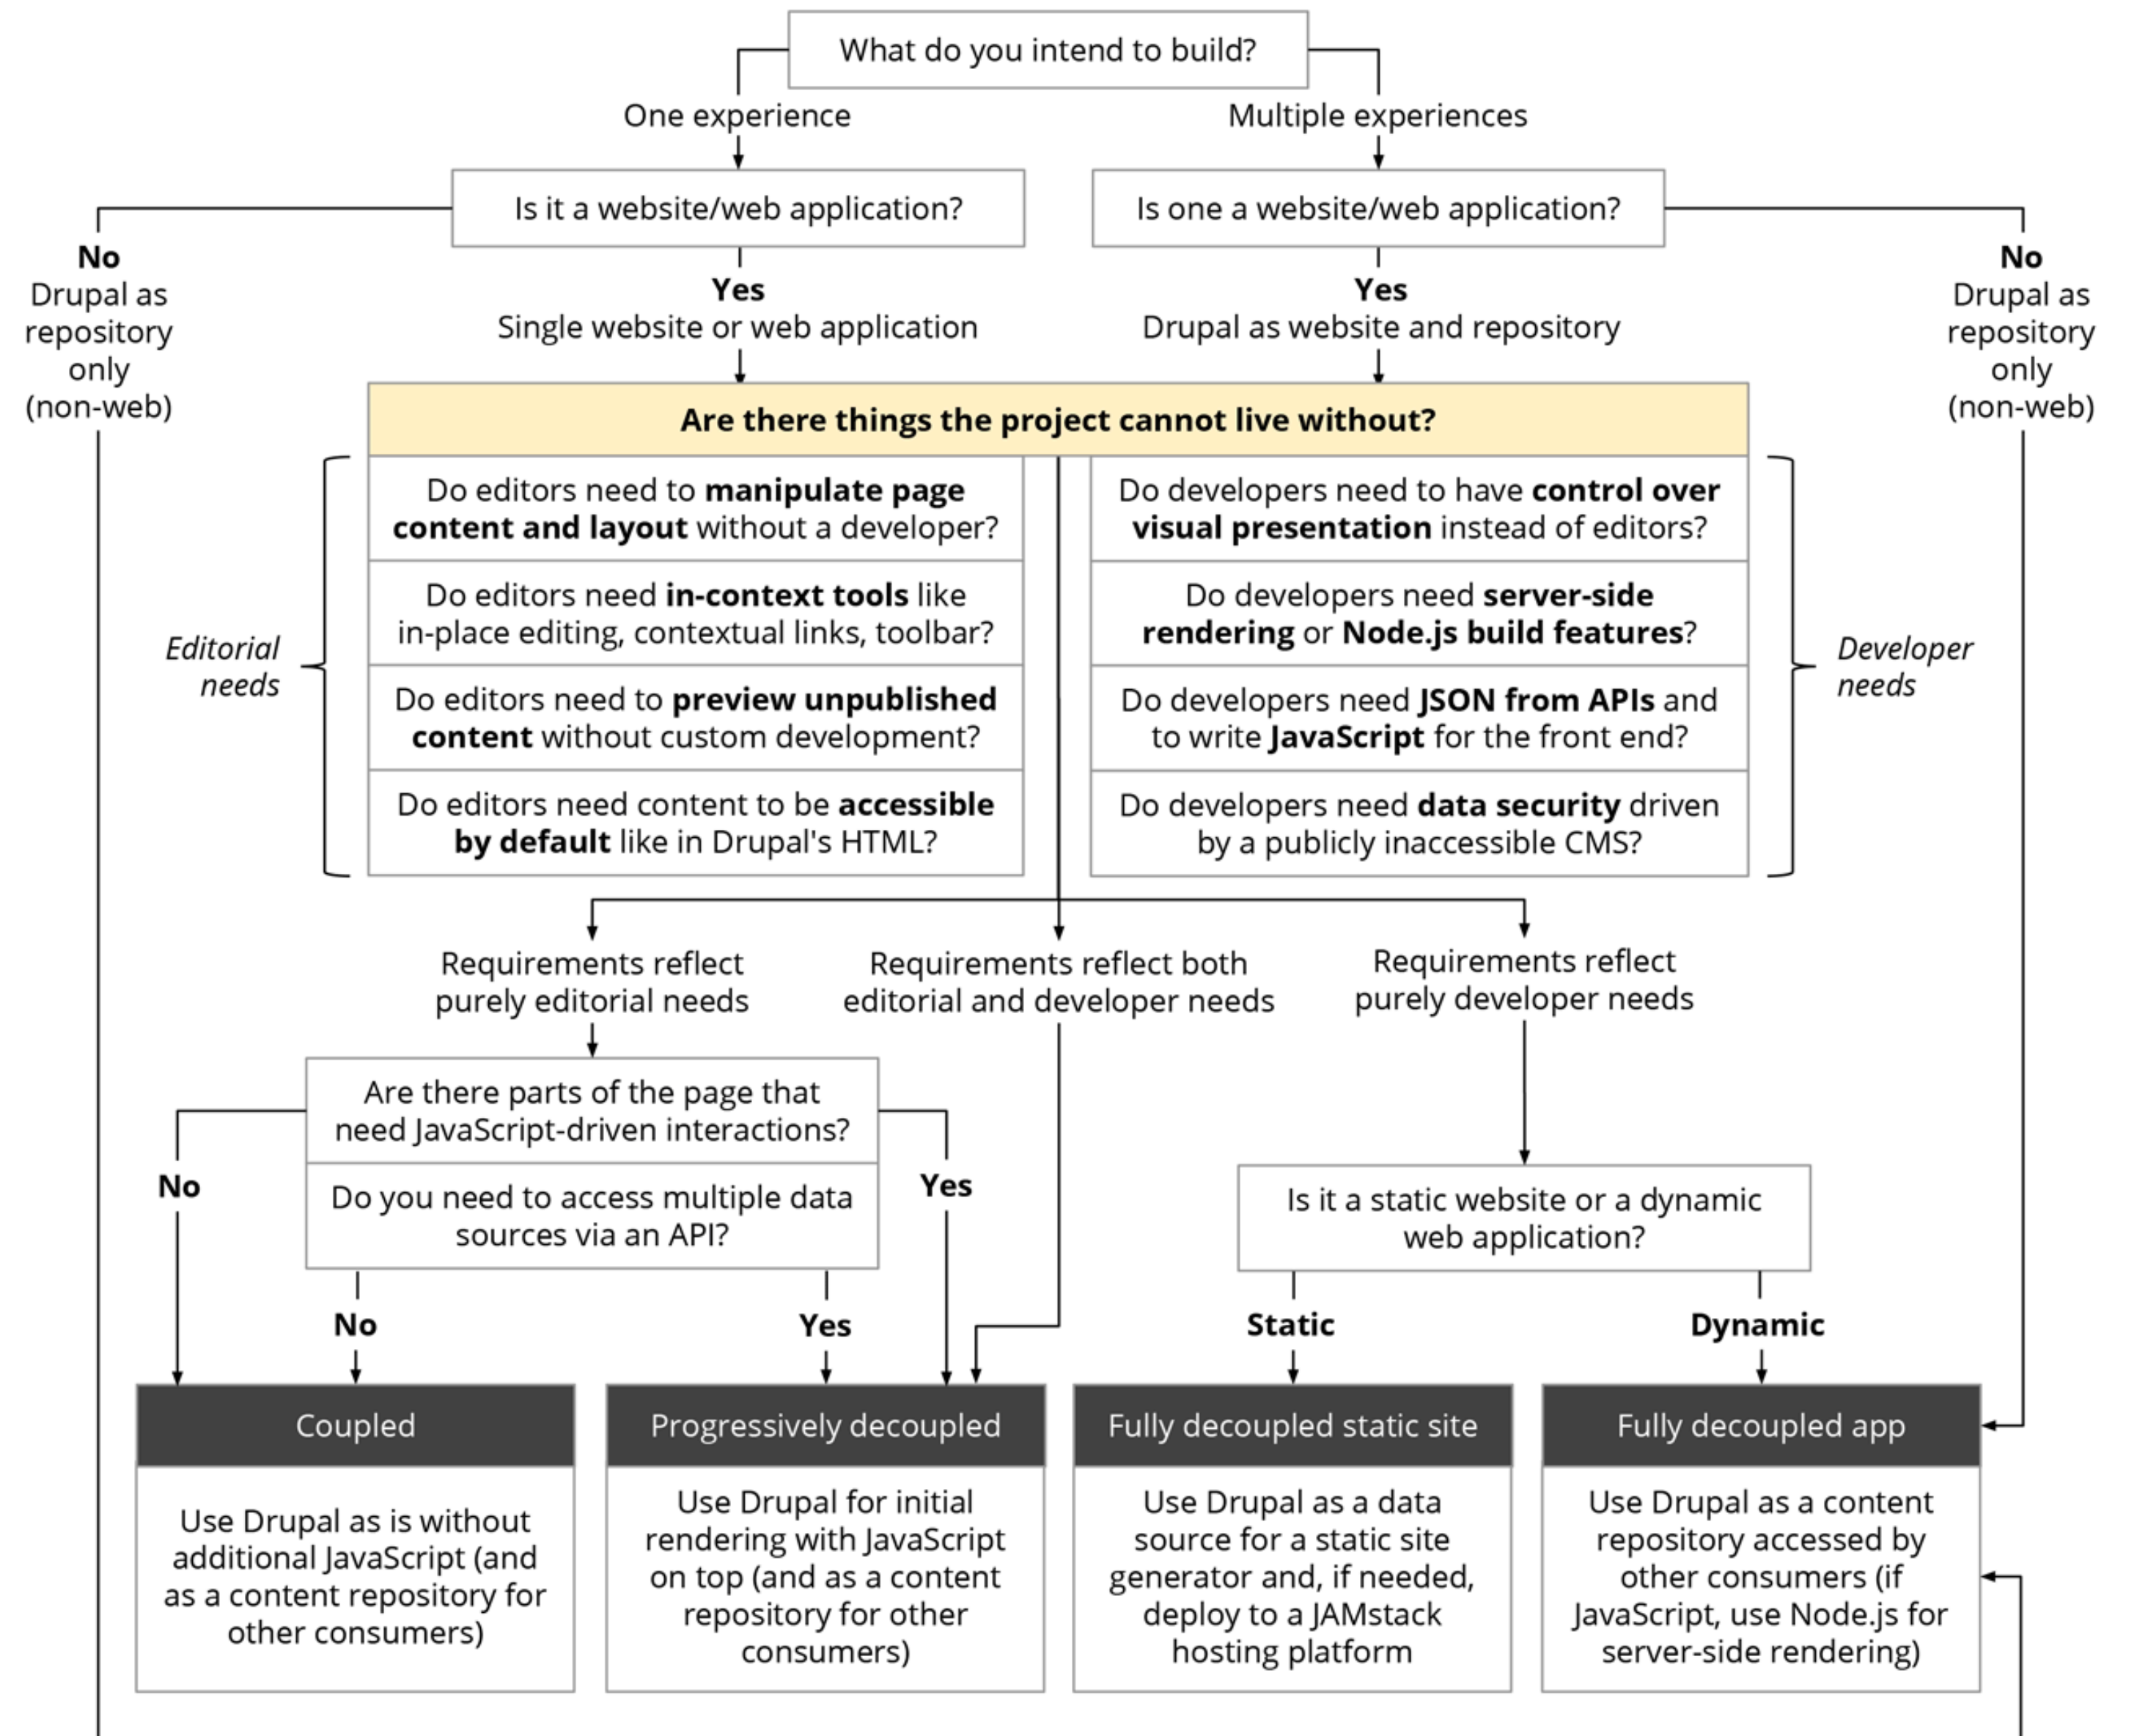 What do you intend to build?
One experience
Multiple experiences
Is it a website/web application?
Is one a website/web application?
No
Drupal as
repository
only
(non-web)
Yes
Single website or web application
Yes
Drupal as website and repository
No
Drupal as
repository
only
(non-web)
Are there things the project cannot live without?
Editorial
needs
Do editors need to manipulate page
content and layout without a developer?
Do editors need in-context tools like
in-place editing, contextual links, toolbar?
Do editors need to preview unpublished
content without custom development?
Do editors need content to be accessible
by default like in Drupal's HTML?
Do developers need to have control over
visual presentation instead of editors?
Do developers need server-side
rendering or Node.js build features?
Do developers need JSON from APIs and
to write JavaScript for the front end?
Do developers need data security driven
by a publicly inaccessible CMS?
Developer
needs
Requirements reflect
purely editorial needs
Requirements reflect both
editorial and developer needs
Requirements reflect
purely developer needs
Are there parts of the page that
need JavaScript-driven interactions?
Do you need to access multiple data
sources via an API?
No
Yes
No
Yes
Is it a static website or a dynamic
web application?
Static
Dynamic
Coupled
Use Drupal as is without
additional JavaScript (and
as a content repository for
other consumers)
Progressively decoupled
Use Drupal for initial
rendering with JavaScript
on top (and as a content
repository for other
consumers)
Fully decoupled static site
Use Drupal as a data
source for a static site
generator and, if needed,
deploy to a JAMstack
hosting platform
Fully decoupled app
Use Drupal as a content
repository accessed by
other consumers (if
JavaScript, use Node.js for
server-side rendering)